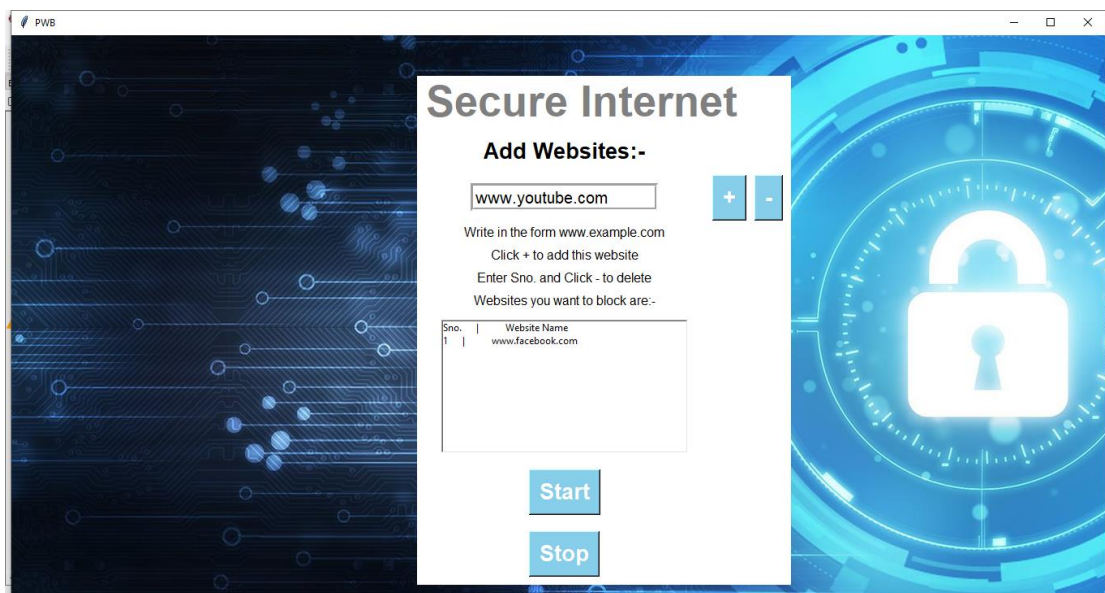 PWB
Secure Internet
Add Websites:-
www.youtube.com
+ -
Write in the form www.example.com
Click + to add this website
Enter Sno. and Click - to delete
Websites you want to block are:-
Sno. | Website Name
1 | www.facebook.com
Start
Stop